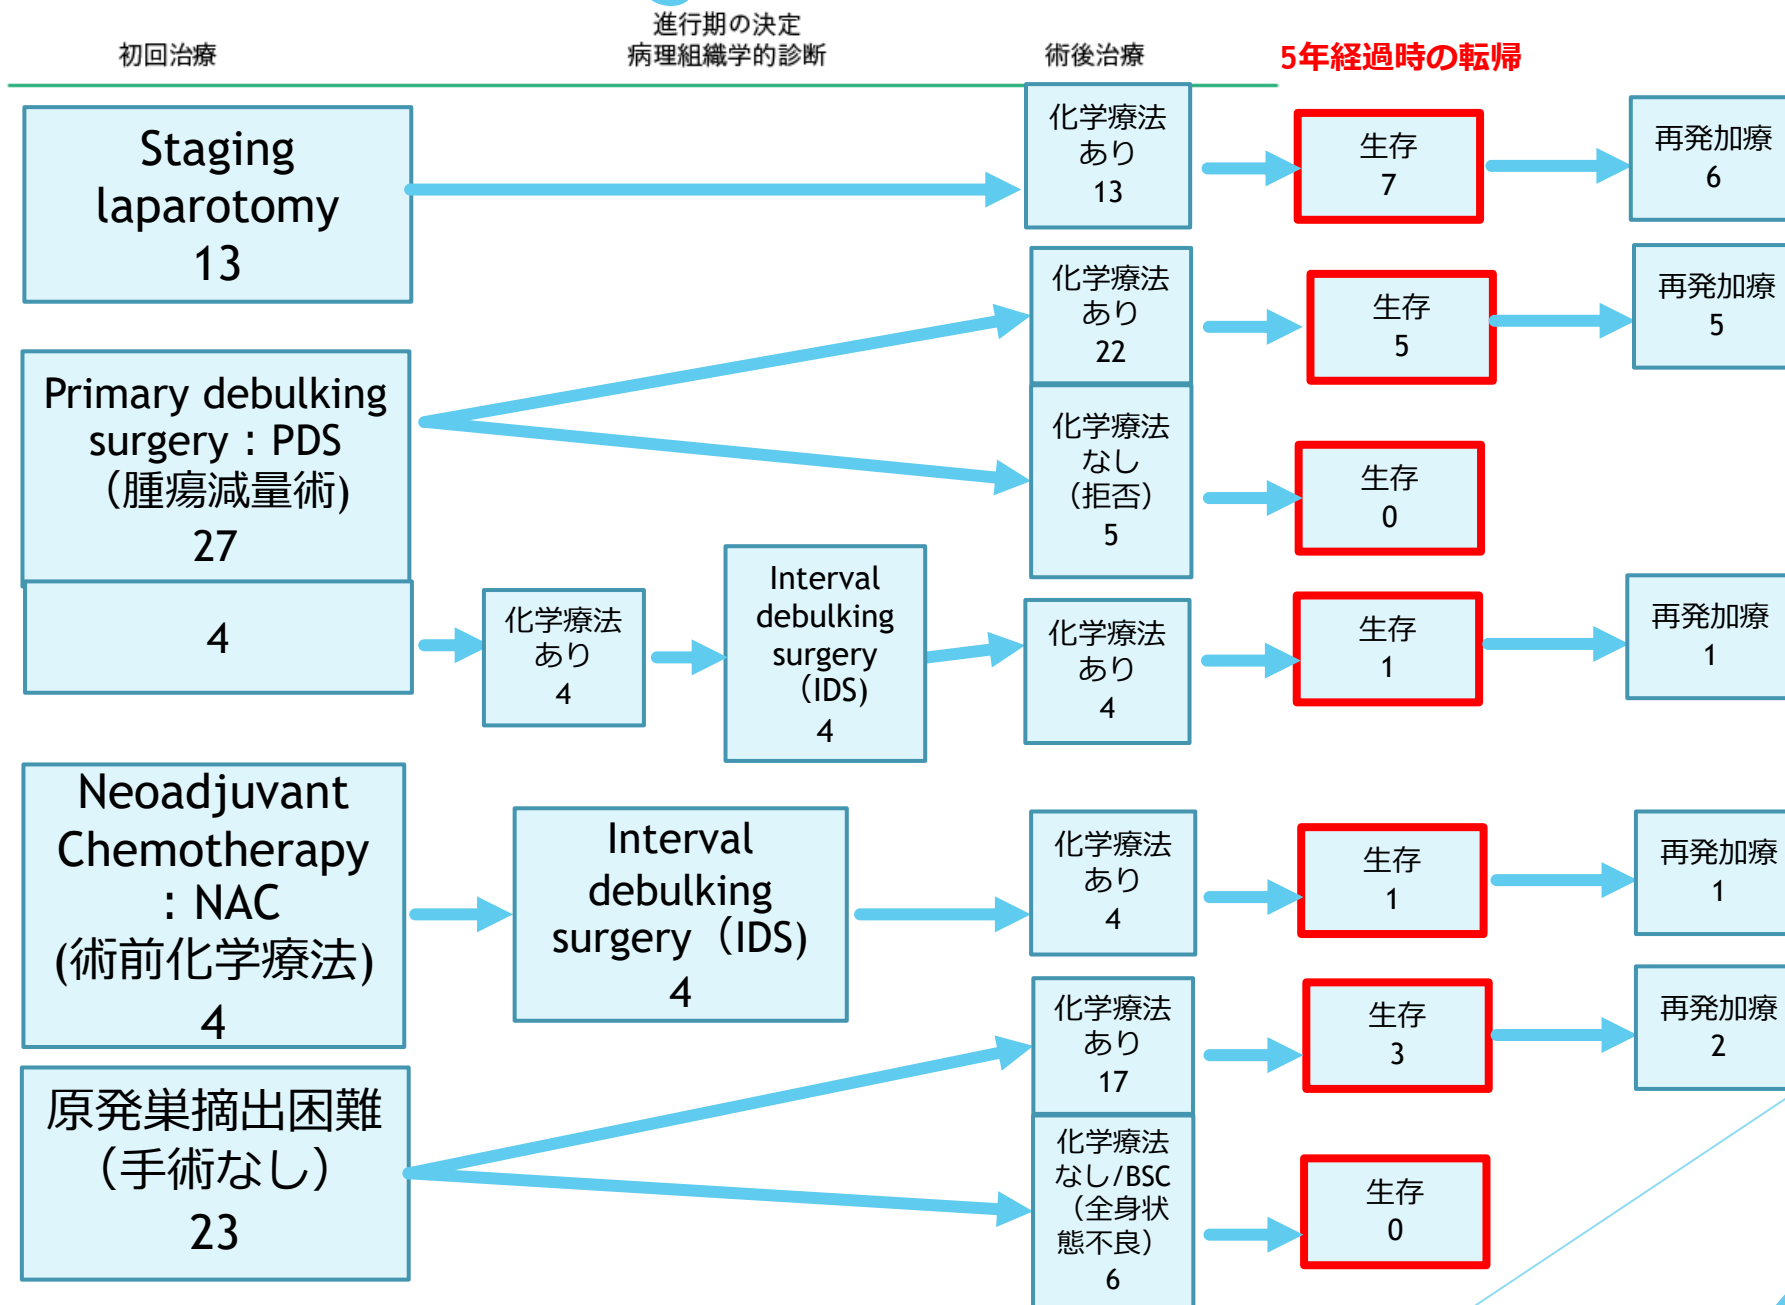 初回治療
進行期の決定
病理組織学的診断
術後治療
5年経過時の転帰
Staging
laparotomy
13
化学療法
あり
13
生存
7
再発加療
6
Primary debulking
surgery：PDS
（腫瘍減量術)
27
化学療法
あり
22
生存
5
再発加療
5
化学療法
なし
（拒否）
5
生存
0
4
化学療法
あり
4
Interval
debulking
surgery
（IDS)
4
化学療法
あり
4
生存
1
再発加療
1
Neoadjuvant
Chemotherapy
：NAC
(術前化学療法)
4
Interval
debulking
surgery（IDS)
4
化学療法
あり
4
生存
1
再発加療
1
原発巣摘出困難
（手術なし）
23
化学療法
あり
17
生存
3
再発加療
2
化学療法
なし/BSC
（全身状
態不良）
6
生存
0